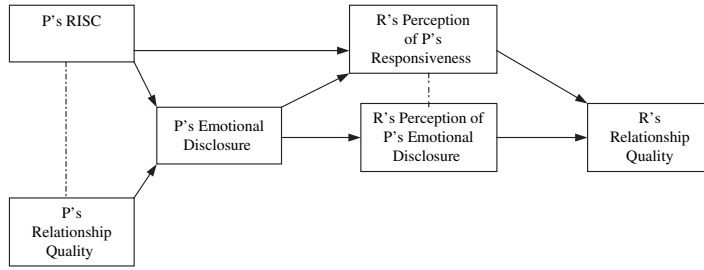 P's RISC
R's Perception
of P's
Responsiveness
P's Emotional
Disclosure
R's Perception of
P's Emotional
Disclosure
R's
Relationship
Quality
P's
Relationship
Quality